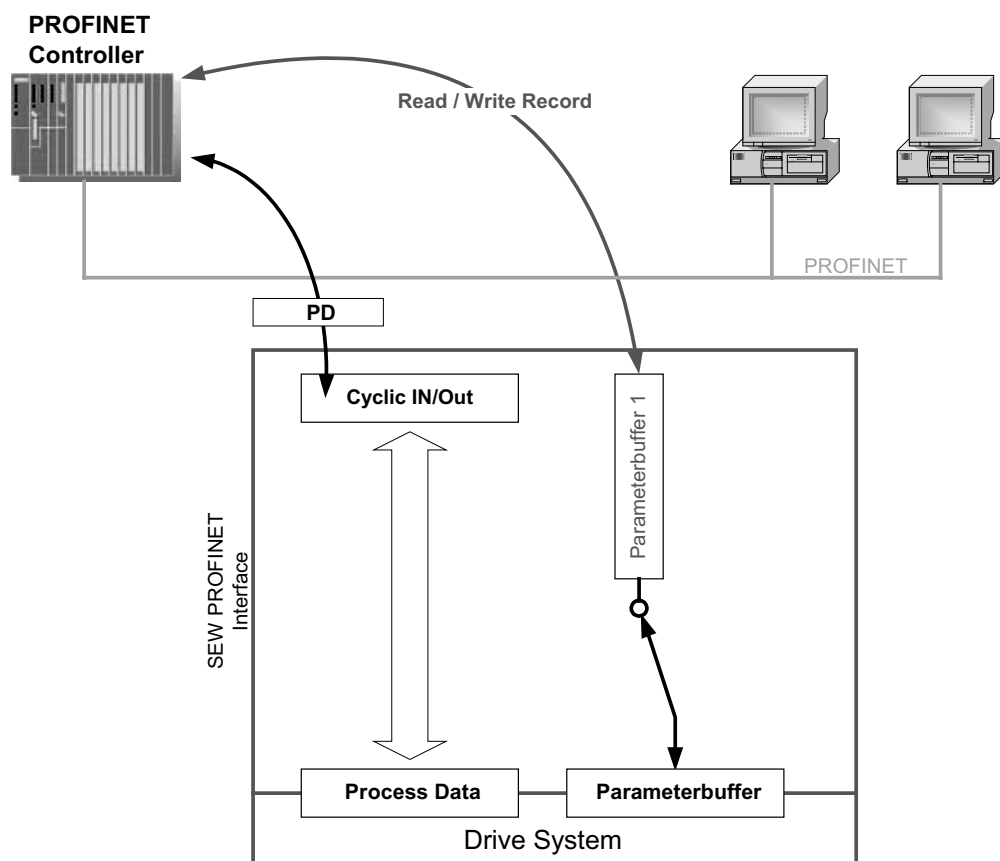 PROFINET
Controller
Read / Write Record
PROFINET
PD
Cyclic IN/Out
Parameterbuffer 1
SEW PROFINET
Interface
Process Data
Parameterbuffer
Drive System